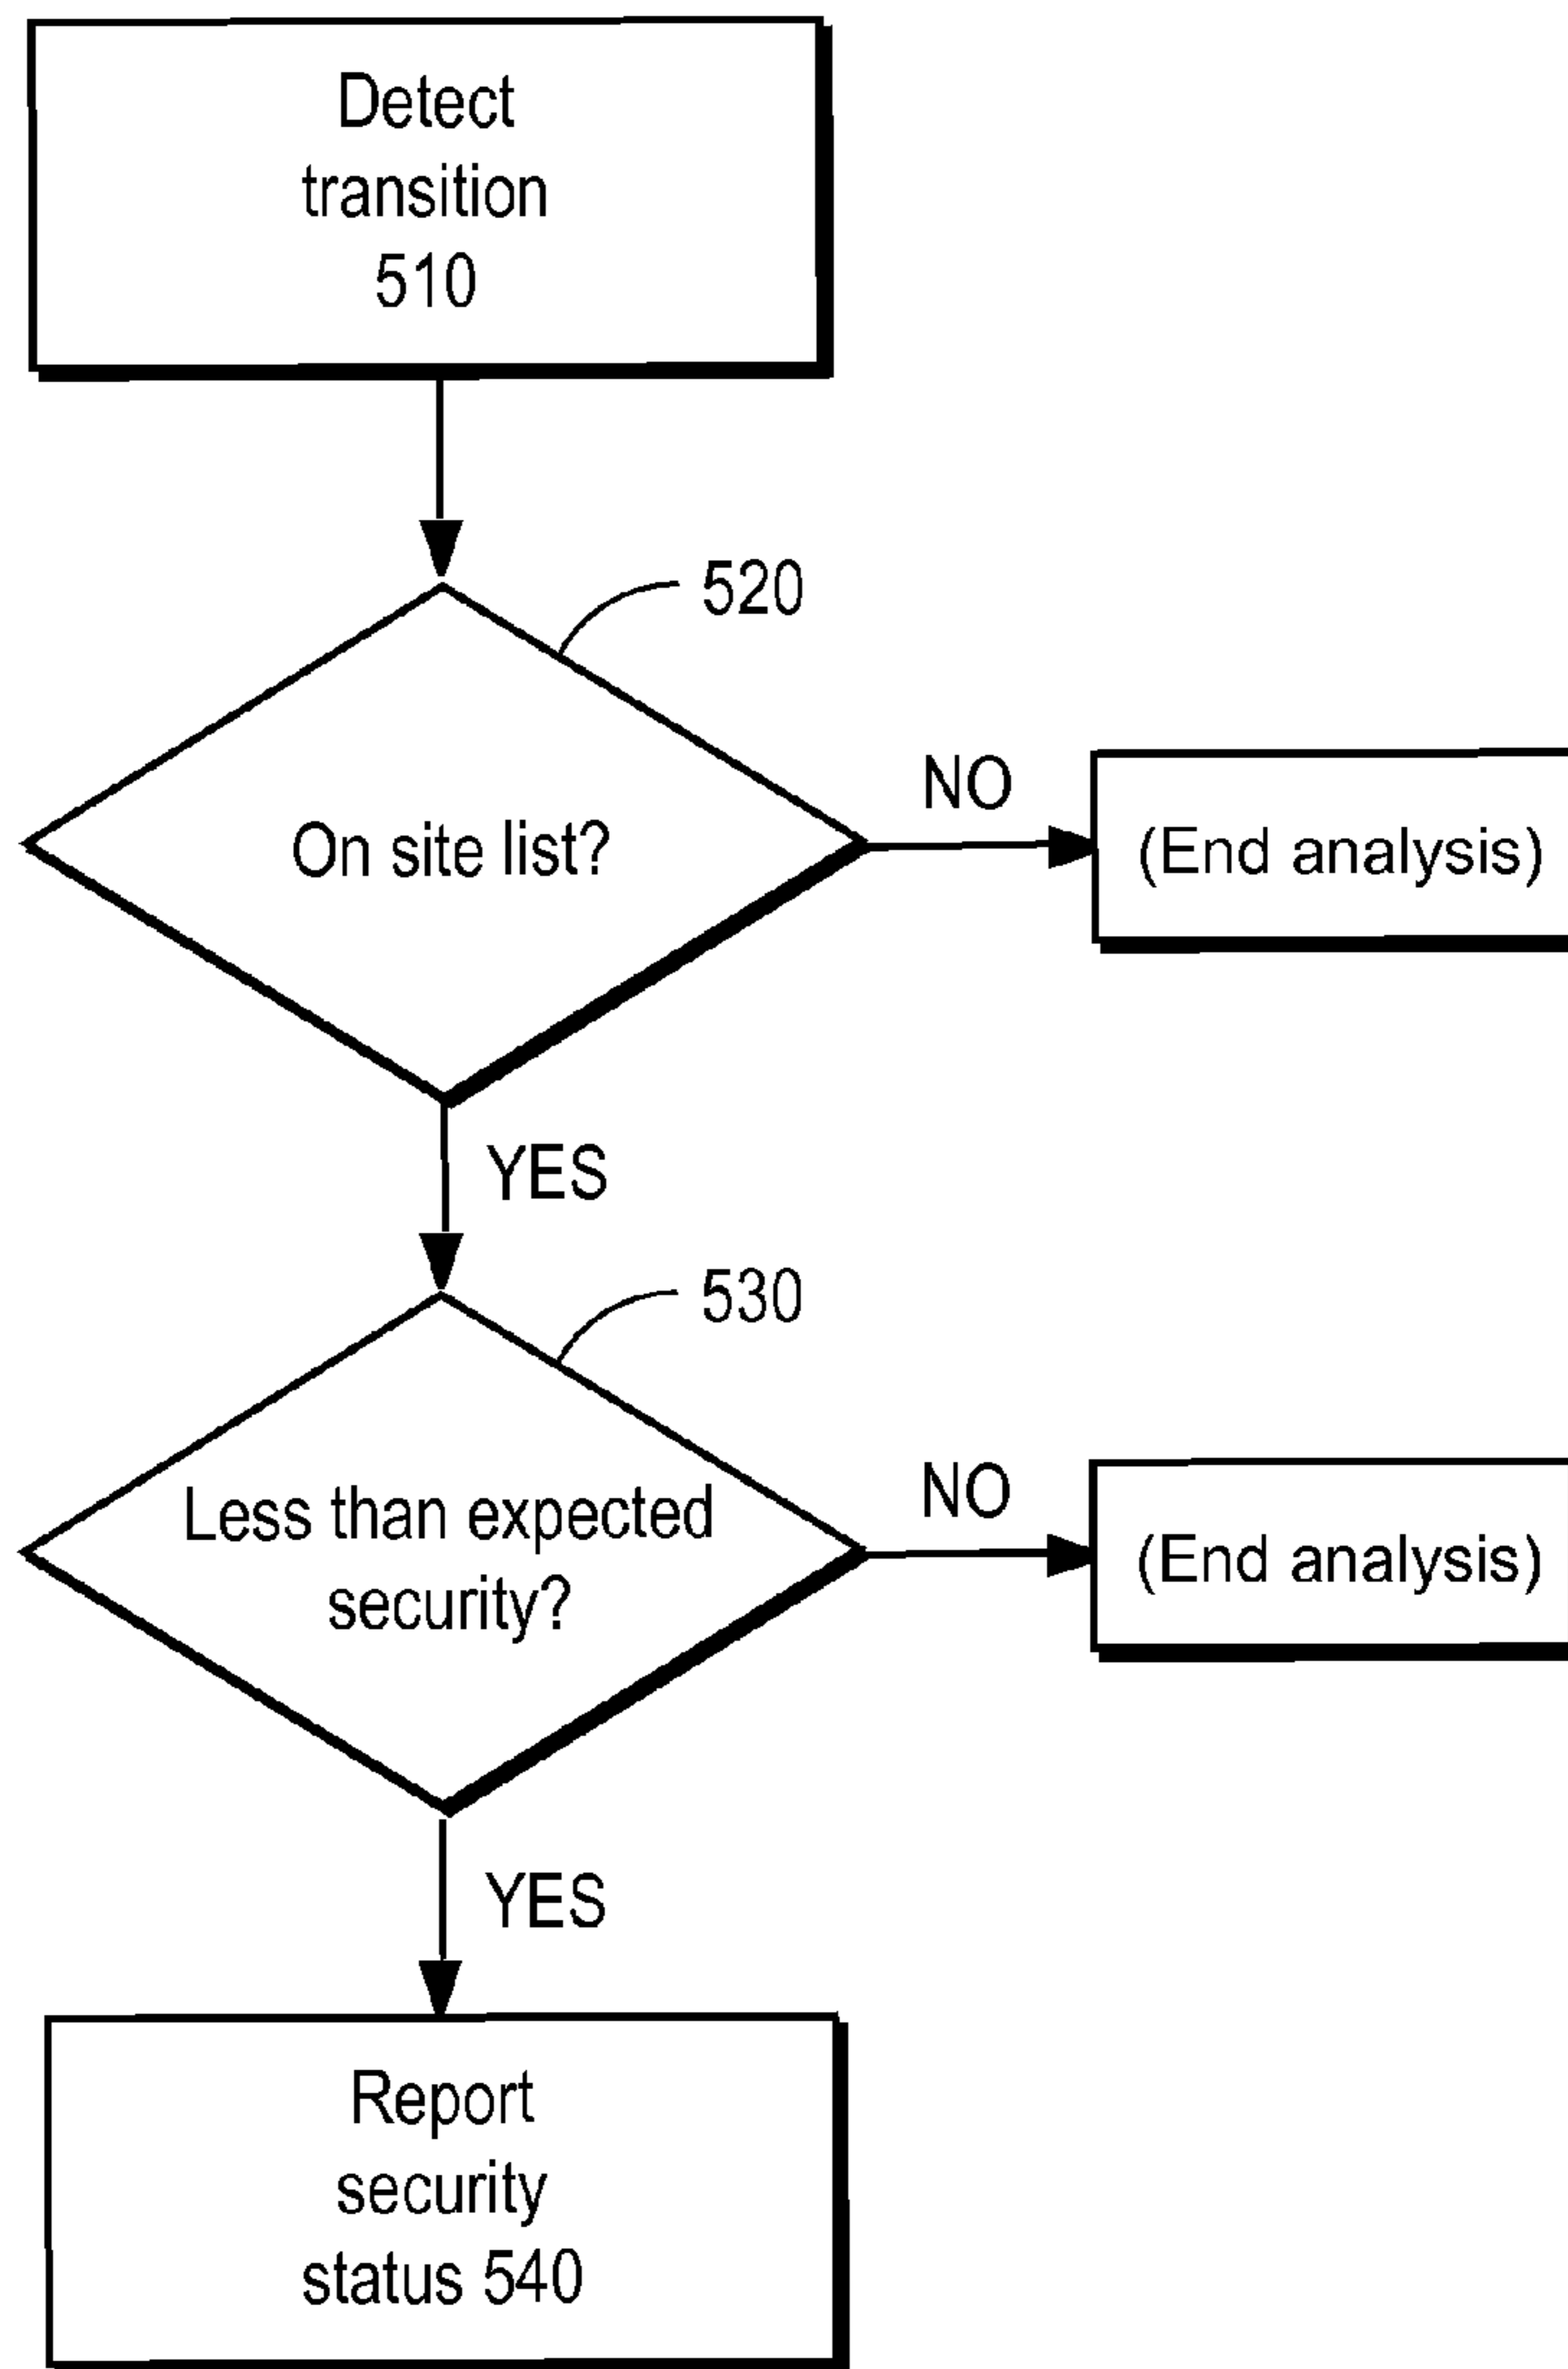 Detect
transition
510
520
On site list?
NO
(End analysis)
YES
530
Less than expected
security?
NO
(End analysis)
YES
Report
security
status 540